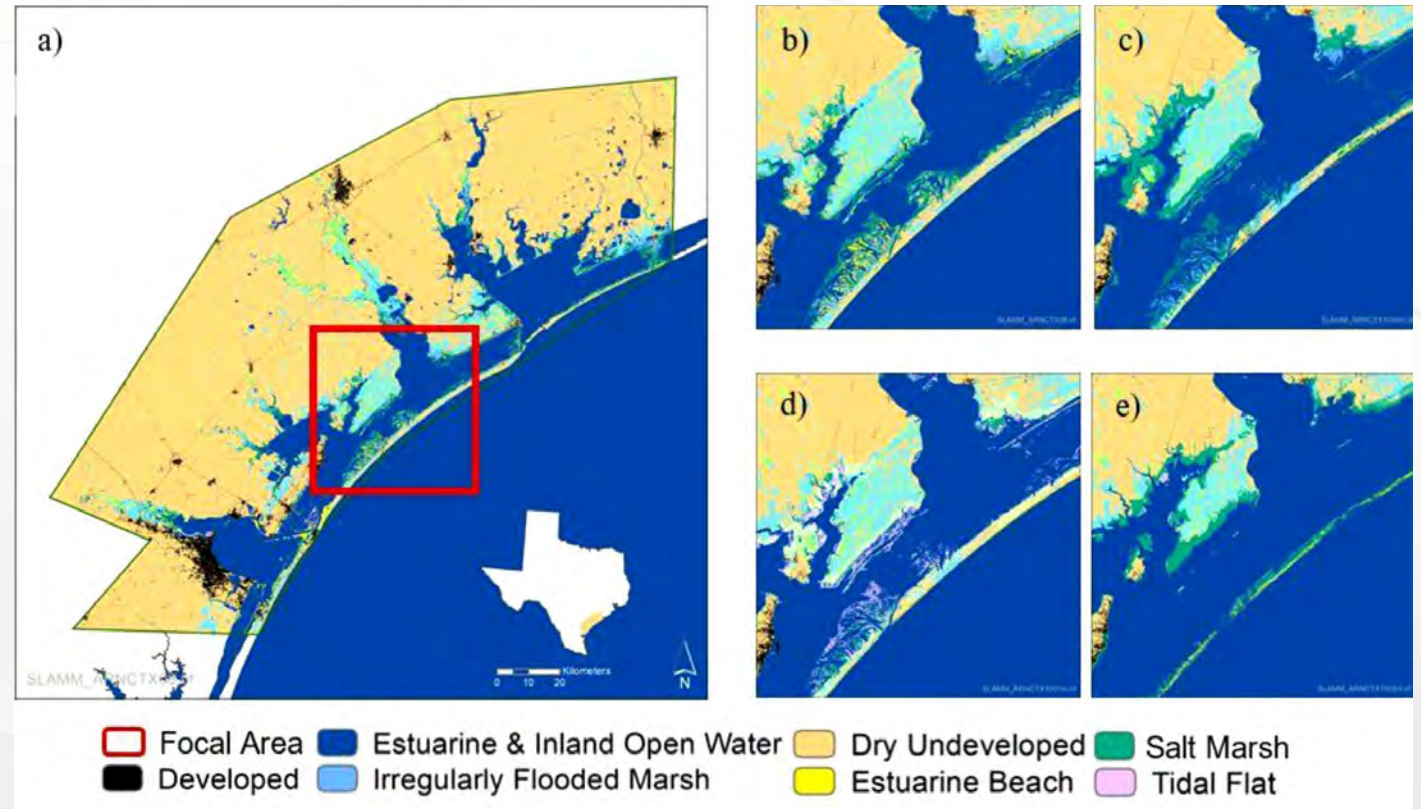 a)
b)
c)
d)
e)
Kilometers
0 10 20
N
Focal Area
Estuarine & Inland Open Water
Dry Undeveloped
Salt Marsh
Developed
Irregularly Flooded Marsh
Estuarine Beach
Tidal Flat